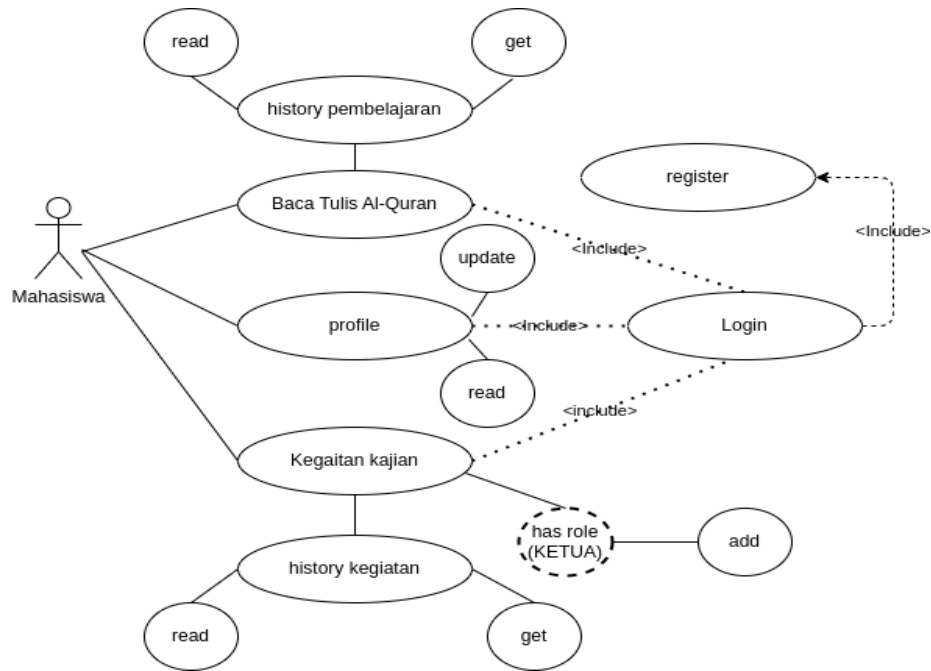 read
get
history pembelajaran
register
Baca Tulis Al-Quran
<Include>
<Include>
update
Mahasiswa
profile
<Include>
Login
read
<include>
Kegaitan kajian
has role
(KETUA)
add
history kegiatan
read
get